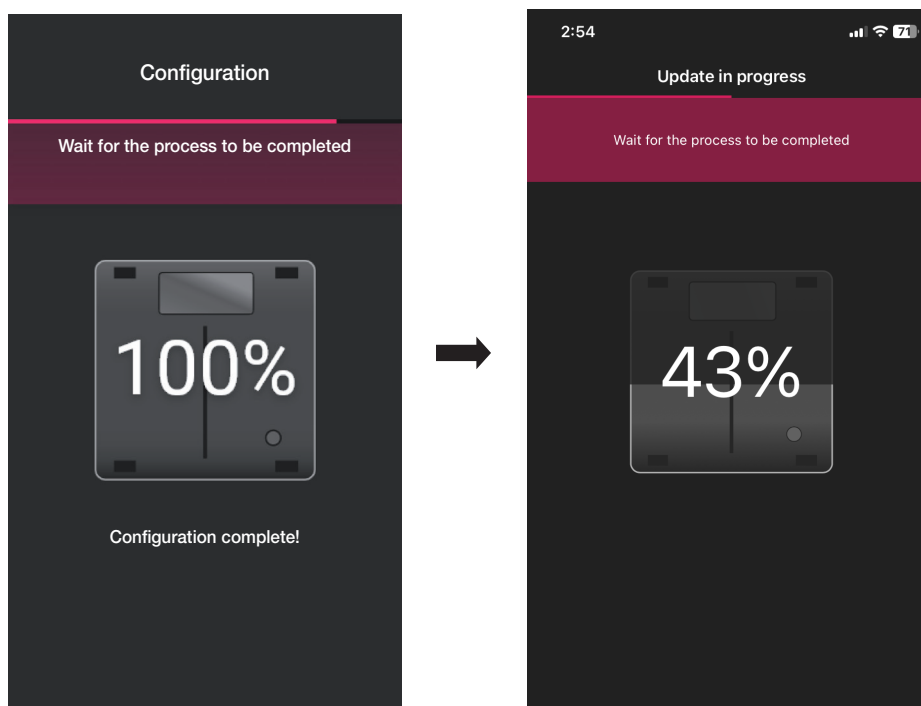 Configuration
Wait for the process to be completed
100%
Configuration complete!
2:54
71
Update in progress
Wait for the process to be completed
43%